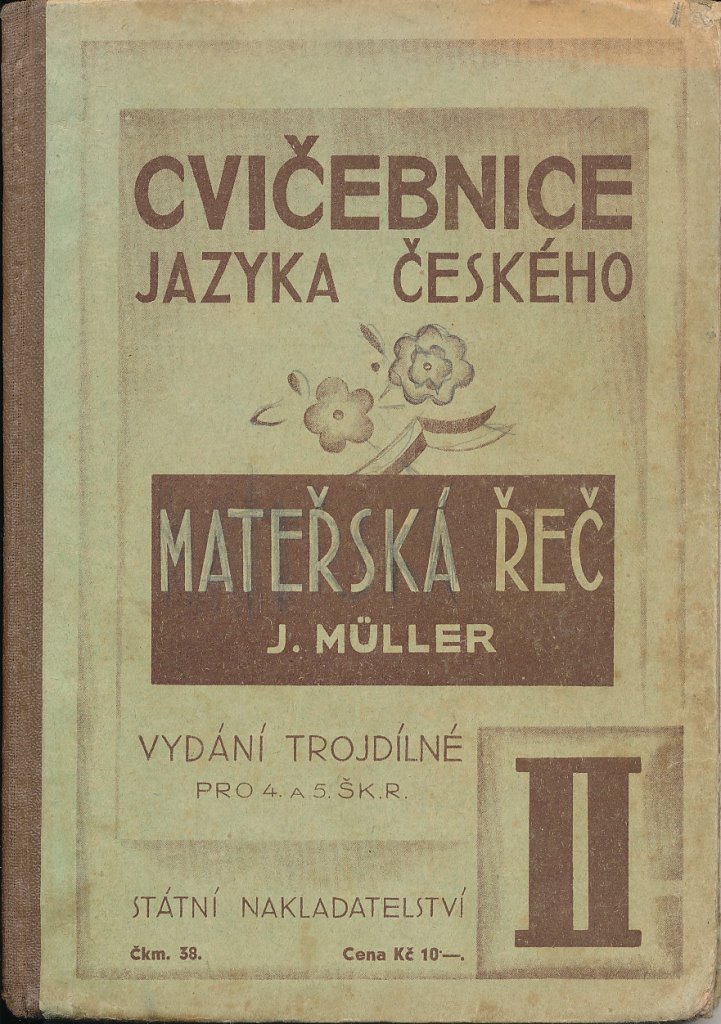 CVIČEBNICE
JAZYKA ČESKÉHO
MATEŘSKÁ ŘEČ
J. MÜLLER
VYDÁNÍ TROJDÍLNÉ
PRO 4. A 5. ŠK.R.
II
STÁTNÍ NAKLADATELSTVÍ
Čkm. 38. Cena Kč 10·—.